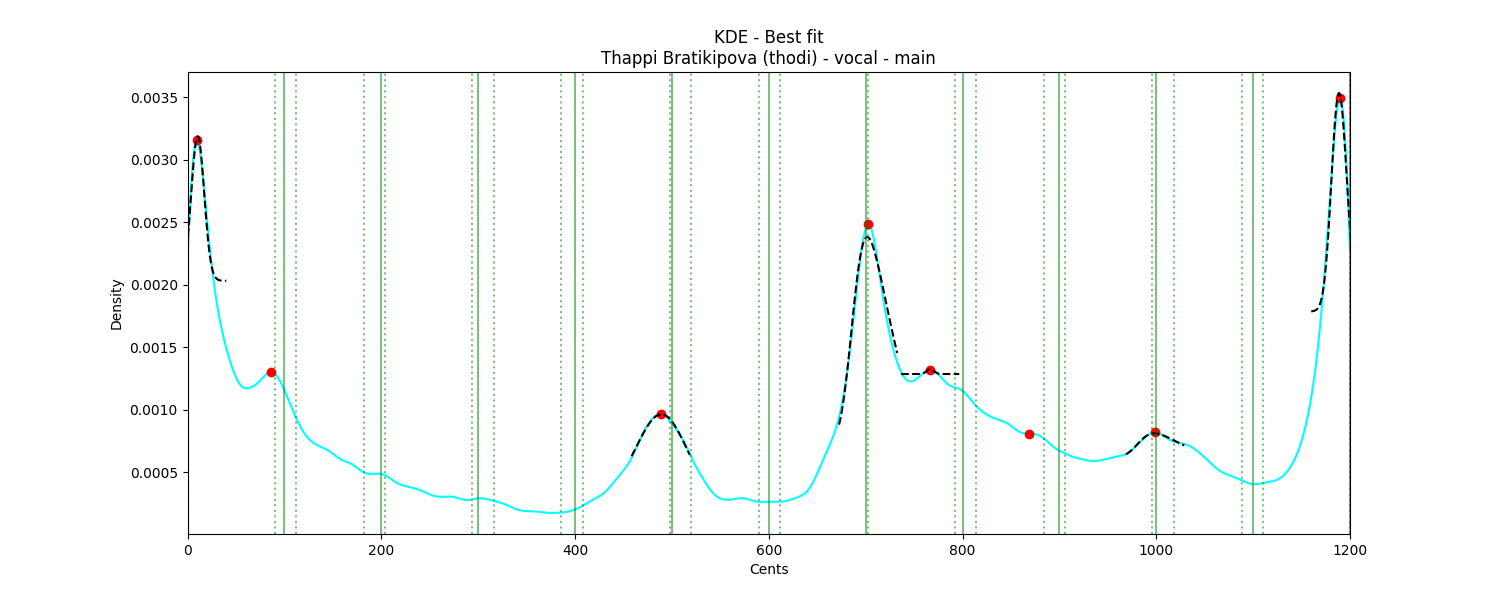 KDE - Best fit
Thappi Bratikipova (thodi) - vocal - main
0.0035
0.0030
0.0025
0.0020
0.0015
0.0010
0.0005
Density
0 200 400 600 800 1000 1200
Cents